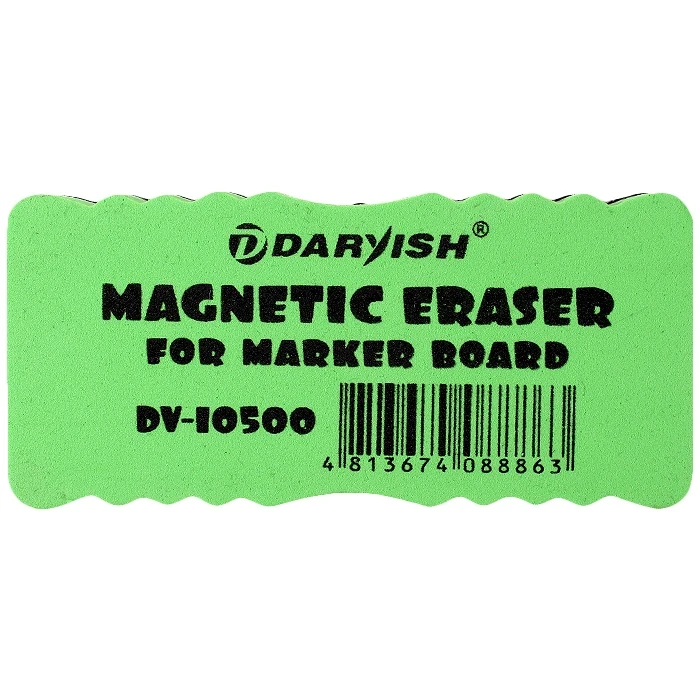 DARYISH®
MAGNETIC ERASER
FOR MARKER BOARD
DV-10500
4 813674 088863